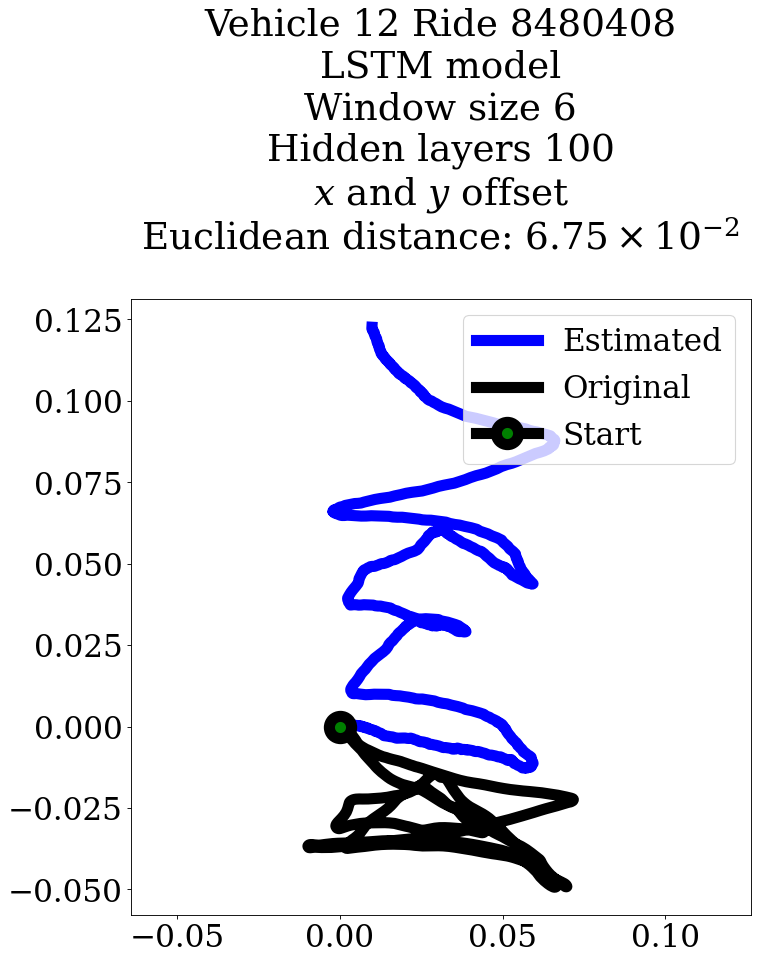 Vehicle 12 Ride 8480408
LSTM model
Window size 6
Hidden layers 100
x and y offset
Euclidean distance: 6.75 × 10⁻²
Estimated
Original
Start
0.125
0.100
0.075
0.050
0.025
0.000
−0.025
−0.050
−0.05 0.00 0.05 0.10